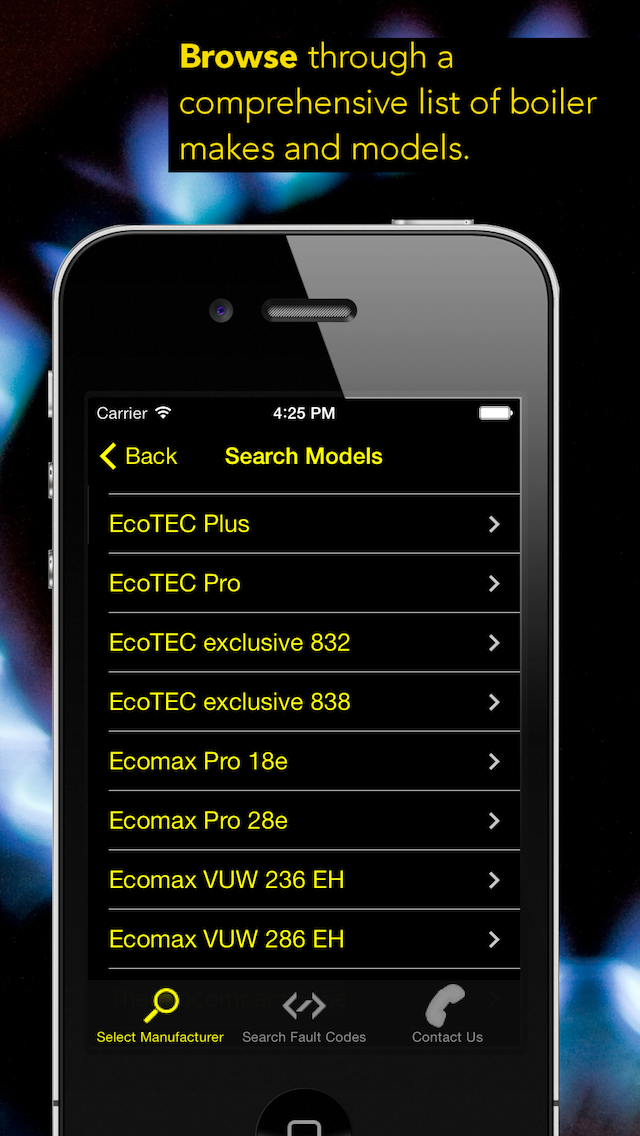 Browse through a
comprehensive list of boiler
makes and models.
Carrier 4:25 PM
Back Search Models
EcoTEC Plus
EcoTEC Pro
EcoTEC exclusive 832
EcoTEC exclusive 838
Ecomax Pro 18e
Ecomax Pro 28e
Ecomax VUW 236 EH
Ecomax VUW 286 EH
Select Manufacturer Search Fault Codes Contact Us